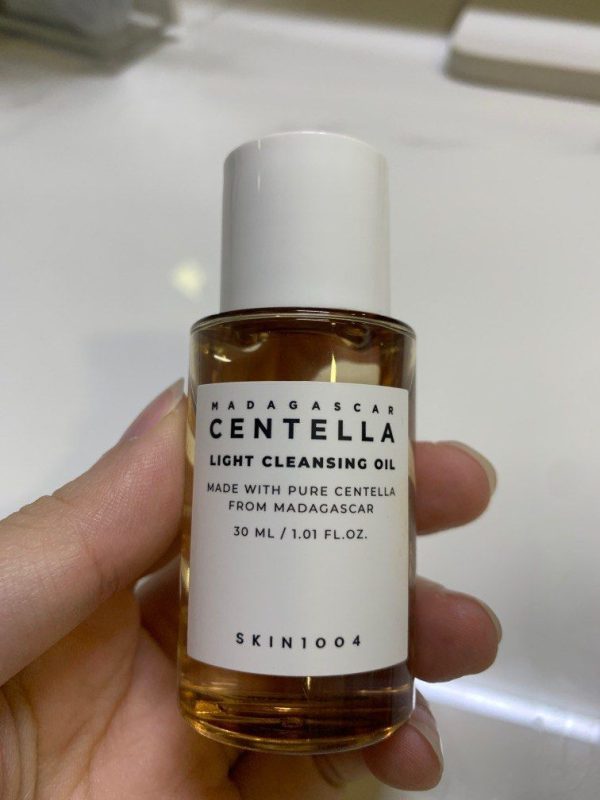 MADAGASCAR
CENTELLA
LIGHT CLEANSING OIL
MADE WITH PURE CENTELLA
FROM MADAGASCAR
30 ML / 1.01 FL.OZ.
SKIN1004